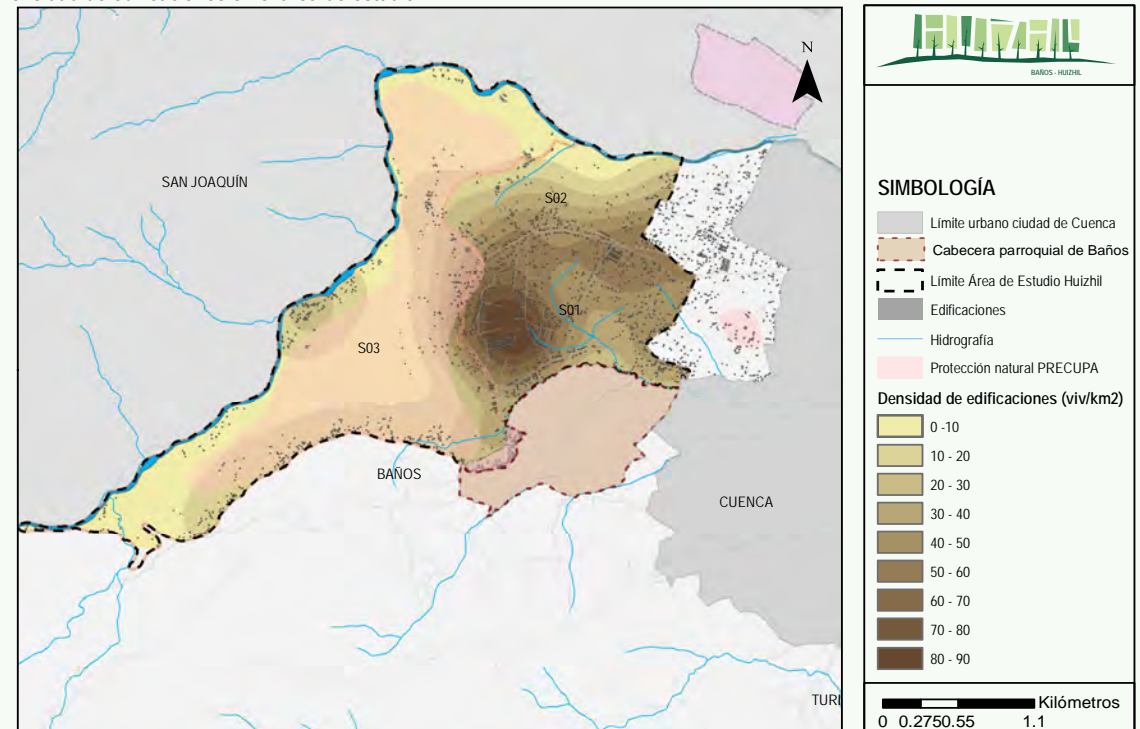 N
SAN JOAQUÍN
S02
S01
S03
BAÑOS
CUENCA
TURI
BAÑOS - HUIZHIL
SIMBOLOGÍA
Límite urbano ciudad de Cuenca
Cabecera parroquial de Baños
Límite Área de Estudio Huizhil
Edificaciones
Hidrografía
Protección natural PRECUPA
Densidad de edificaciones (viv/km2)
0 -10
10 - 20
20 - 30
30 - 40
40 - 50
50 - 60
60 - 70
70 - 80
80 - 90
Kilómetros
0 0.2750.55 1.1